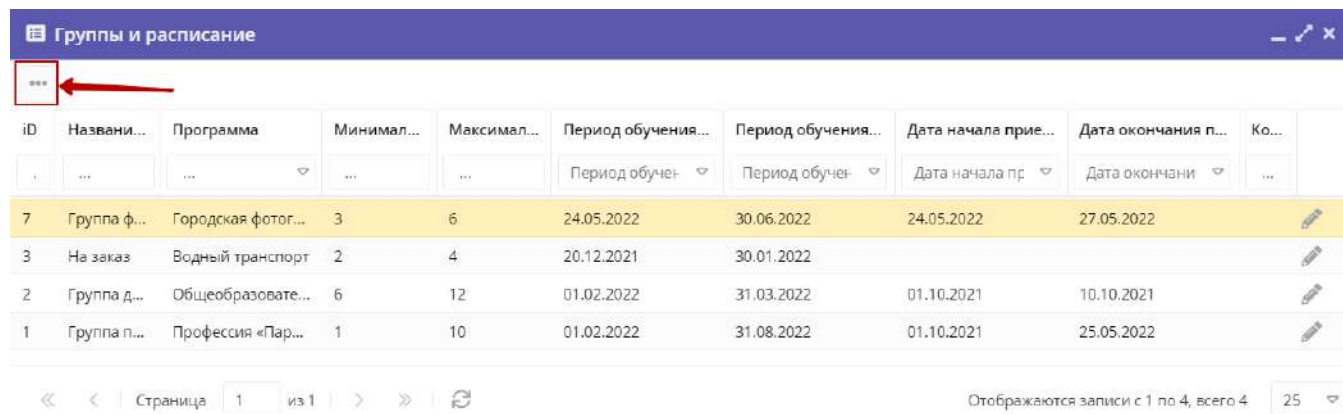 Группы и расписание
...
iD Названи... Программа Минимал... Максимал... Период обучения... Период обучения... Дата начала прие... Дата окончания п... Ко...
. ... ... ... ... Период обучен Период обучен Дата начала пр Дата окончани ...
7 Группа ф... Городская фотог... 3 6 24.05.2022 30.06.2022 24.05.2022 27.05.2022
3 На заказ Водный транспорт 2 4 20.12.2021 30.01.2022
2 Группа д... Общеобразовате... 6 12 01.02.2022 31.03.2022 01.10.2021 10.10.2021
1 Группа п... Профессия «Пар... 1 10 01.02.2022 31.08.2022 01.10.2021 25.05.2022
Страница 1 из 1 Отображаются записи с 1 по 4, всего 4 25